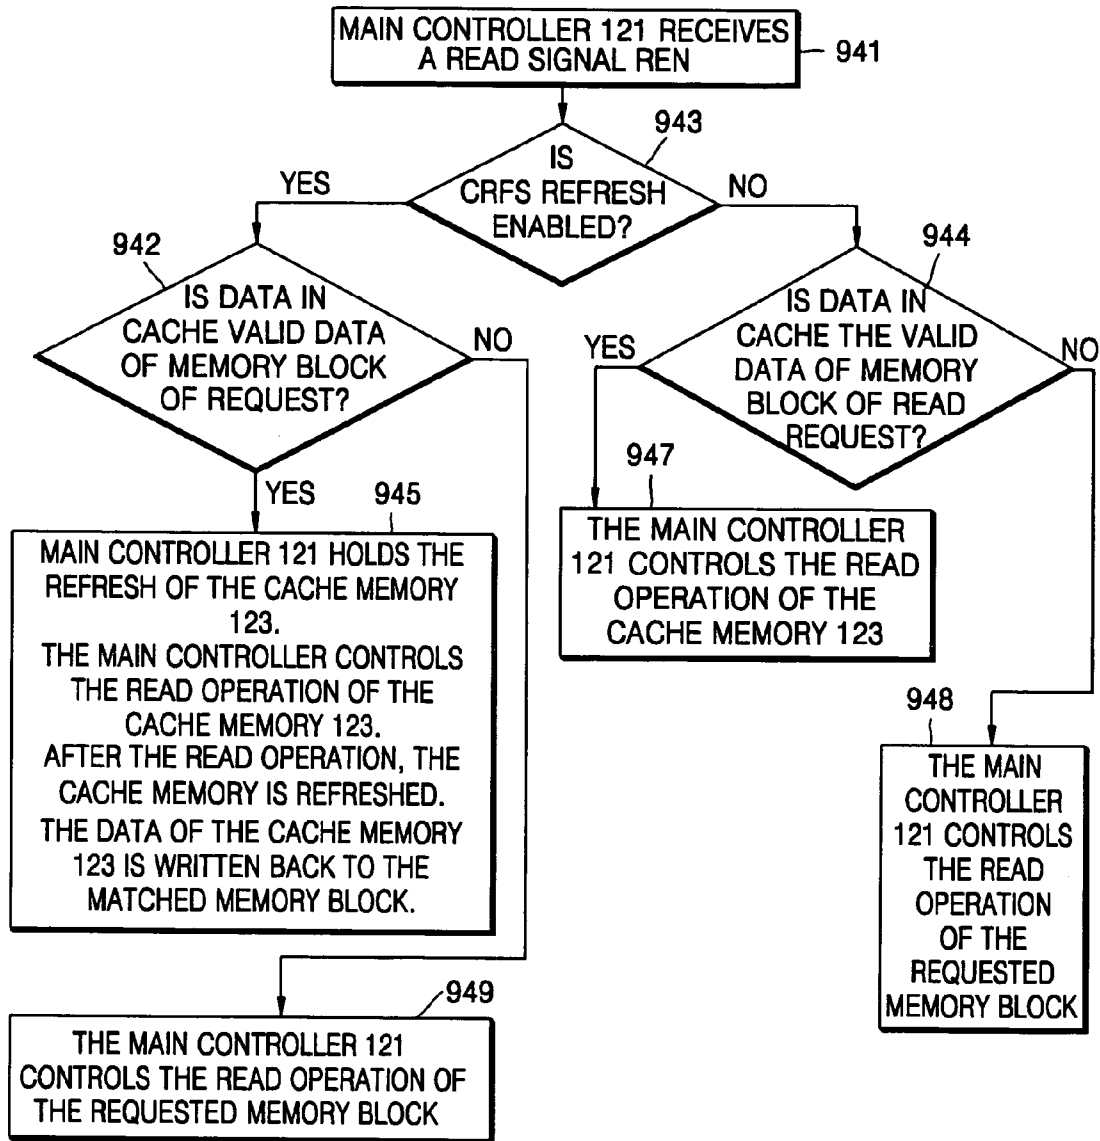 MAIN CONTROLLER 121 RECEIVES
A READ SIGNAL REN
941
943
IS
CRFS REFRESH
ENABLED?
YES
NO
942
IS DATA IN
CACHE VALID DATA
OF MEMORY BLOCK
OF REQUEST?
NO
YES
944
IS DATA IN
CACHE THE VALID
DATA OF MEMORY
BLOCK OF READ
REQUEST?
YES
NO
945
MAIN CONTROLLER 121 HOLDS THE
REFRESH OF THE CACHE MEMORY
123.
THE MAIN CONTROLLER CONTROLS
THE READ OPERATION OF THE
CACHE MEMORY 123.
AFTER THE READ OPERATION, THE
CACHE MEMORY IS REFRESHED.
THE DATA OF THE CACHE MEMORY
123 IS WRITTEN BACK TO THE
MATCHED MEMORY BLOCK.
947
THE MAIN CONTROLLER
121 CONTROLS THE READ
OPERATION OF THE
CACHE MEMORY 123
948
THE MAIN
CONTROLLER
121 CONTROLS
THE READ
OPERATION
OF THE
REQUESTED
MEMORY BLOCK
949
THE MAIN CONTROLLER 121
CONTROLS THE READ OPERATION OF
THE REQUESTED MEMORY BLOCK